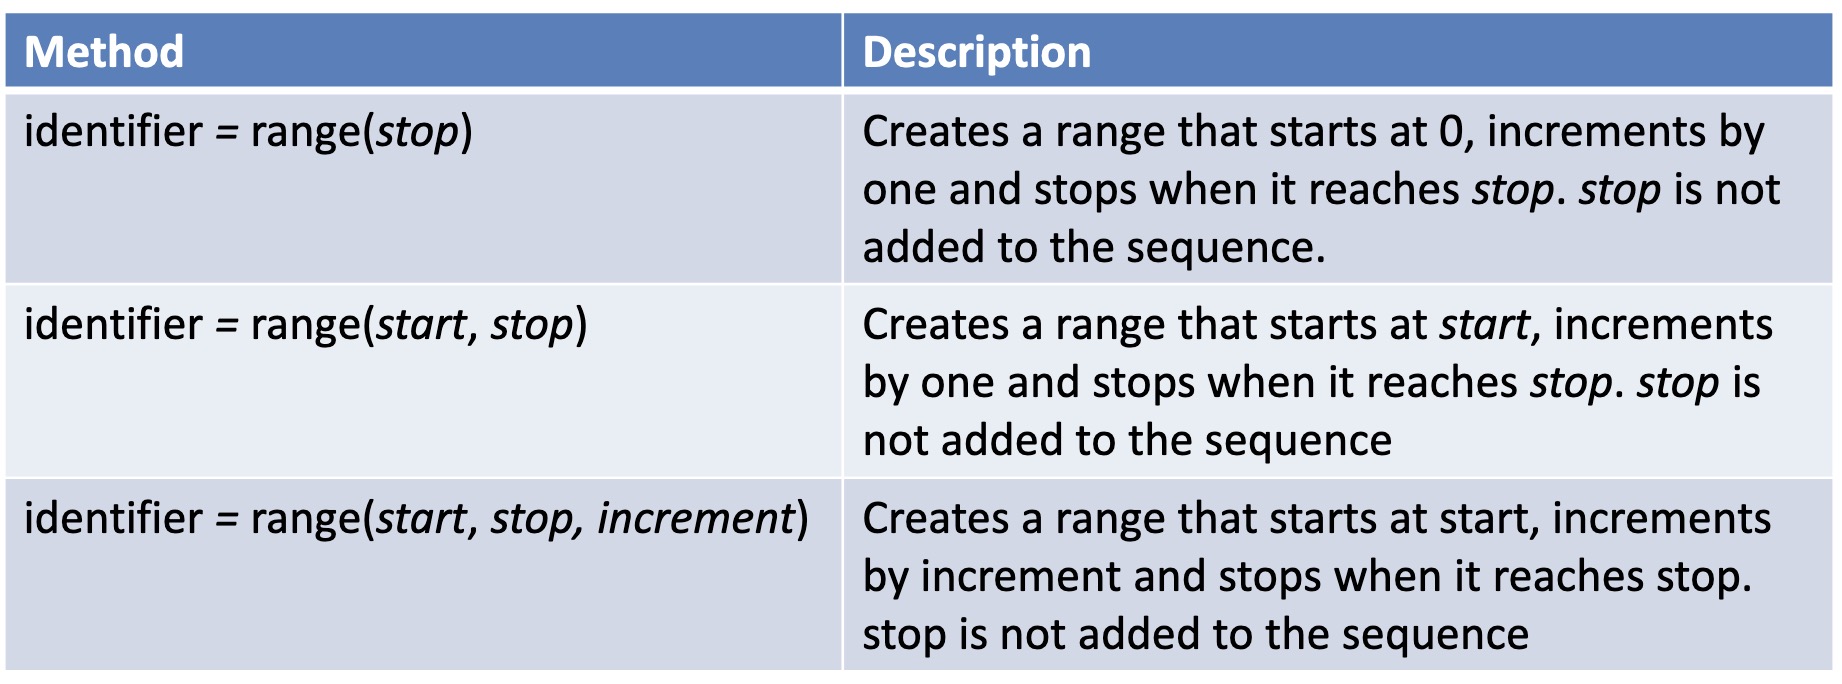 Method
Description
identifier = range(stop)
Creates a range that starts at 0, increments by
one and stops when it reaches stop. stop is not
added to the sequence.
identifier = range(start, stop)
Creates a range that starts at start, increments
by one and stops when it reaches stop. stop is
not added to the sequence
identifier = range(start, stop, increment)
Creates a range that starts at start, increments
by increment and stops when it reaches stop.
stop is not added to the sequence